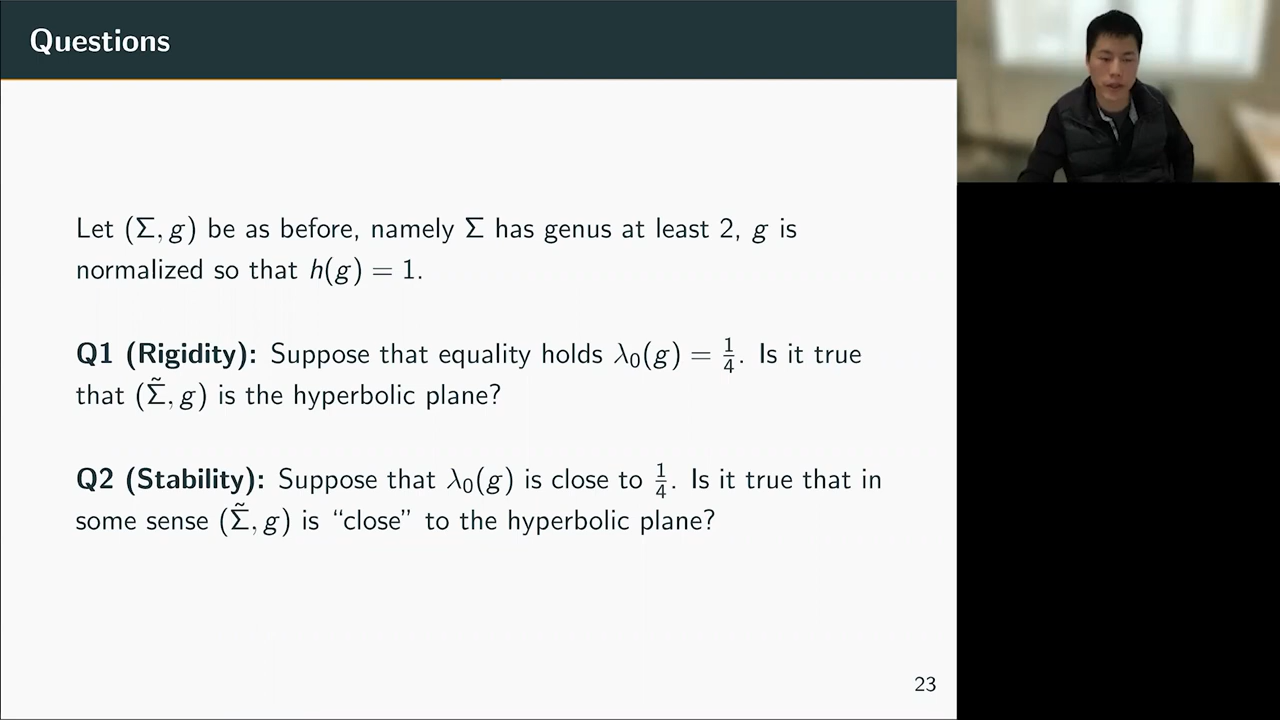 Questions
Let (Σ, g) be as before, namely Σ has genus at least 2, g is
normalized so that h(g) = 1.
Q1 (Rigidity): Suppose that equality holds λ₀(g) = 1/4. Is it true
that (Σ̃, g) is the hyperbolic plane?
Q2 (Stability): Suppose that λ₀(g) is close to 1/4. Is it true that in
some sense (Σ̃, g) is “close” to the hyperbolic plane?
23